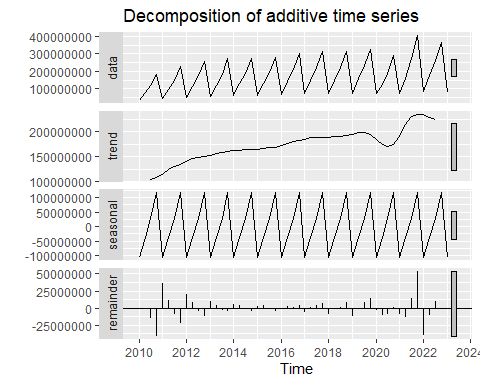 Decomposition of additive time series
400000000
300000000
200000000
100000000
data
200000000
150000000
100000000
trend
100000000
50000000
0
-50000000
-100000000
seasonal
50000000
25000000
0
-25000000
remainder
2010 2012 2014 2016 2018 2020 2022 2024
Time